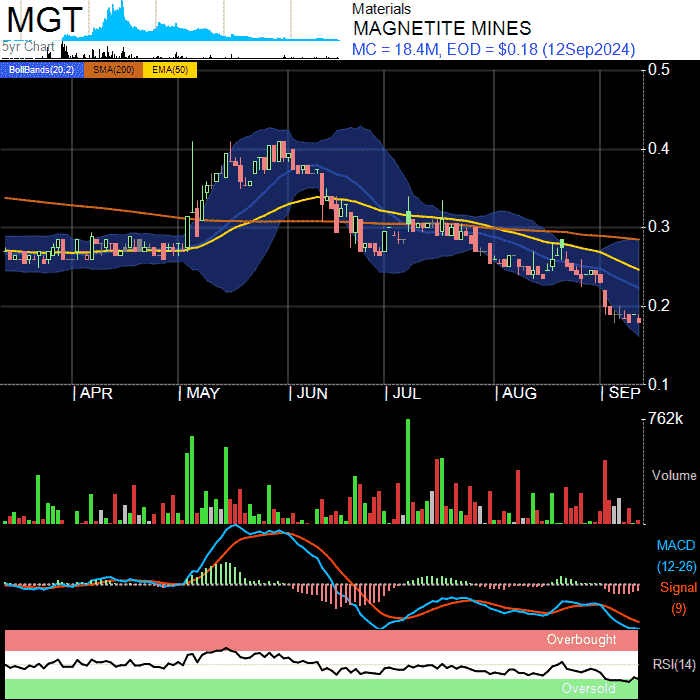 MGT
5yr Chart
Materials
MAGNETITE MINES
MC = 18.4M, EOD = $0.18 (12Sep2024)
BollBands(20,2) SMA(200) EMA(50)
0.5
0.4
0.3
0.2
0.1
APR MAY JUN JUL AUG SEP
762k
Volume
MACD
(12-26)
Signal
(9)
Overbought
RSI(14)
Oversold